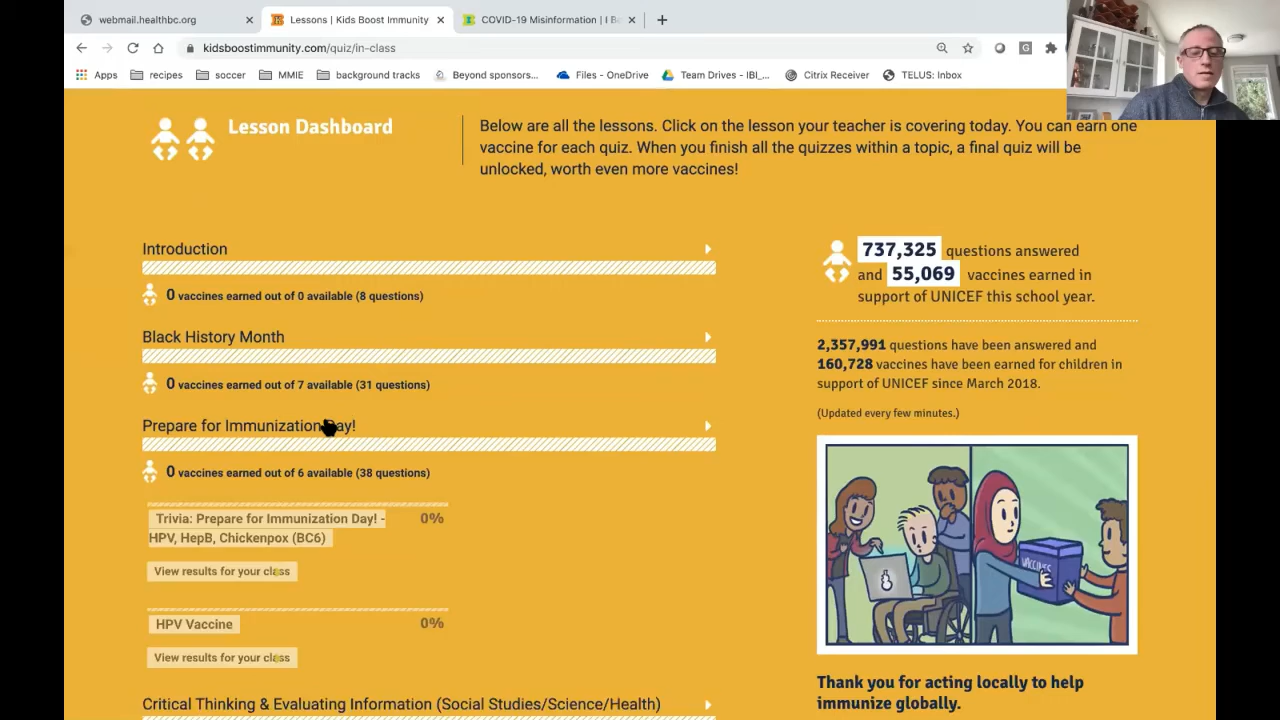 webmail.healthbc.org
Lessons | Kids Boost Immunity
COVID-19 Misinformation | I Be
kidsboostimmunity.com/quiz/in-class
Apps
recipes
soccer
MMIE
background tracks
Beyond sponsors...
Files - OneDrive
Team Drives - IBI_...
Citrix Receiver
TELUS: Inbox
Lesson Dashboard
Below are all the lessons. Click on the lesson your teacher is covering today. You can earn one
vaccine for each quiz. When you finish all the quizzes within a topic, a final quiz will be
unlocked, worth even more vaccines!
Introduction
0 vaccines earned out of 0 available (8 questions)
Black History Month
0 vaccines earned out of 7 available (31 questions)
Prepare for Immunization Day!
0 vaccines earned out of 6 available (38 questions)
Trivia: Prepare for Immunization Day! -
HPV, HepB, Chickenpox (BC6)
0%
View results for your class
HPV Vaccine
0%
View results for your class
Critical Thinking & Evaluating Information (Social Studies/Science/Health)
737,325 questions answered
and 55,069 vaccines earned in
support of UNICEF this school year.
2,357,991 questions have been answered and
160,728 vaccines have been earned for children in
support of UNICEF since March 2018.
(Updated every few minutes.)
VACCINES
Thank you for acting locally to help
immunize globally.